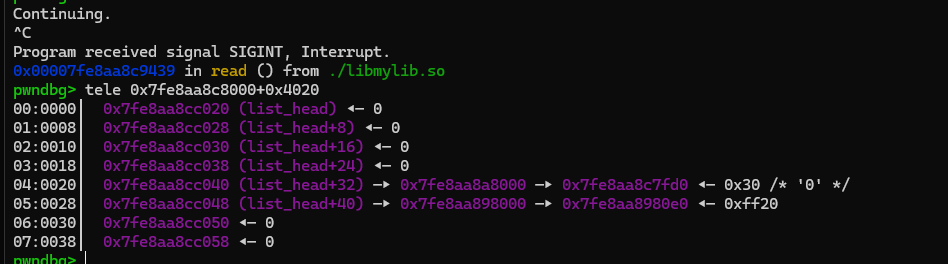 Continuing.
^C
Program received signal SIGINT, Interrupt.
0x00007fe8aa8c9439 in read () from ./libmylib.so
pwndbg> tele 0x7fe8aa8c8000+0x4020
00:0000│  0x7fe8aa8cc020 (list_head) ◂— 0
01:0008│  0x7fe8aa8cc028 (list_head+8) ◂— 0
02:0010│  0x7fe8aa8cc030 (list_head+16) ◂— 0
03:0018│  0x7fe8aa8cc038 (list_head+24) ◂— 0
04:0020│  0x7fe8aa8cc040 (list_head+32) —▸ 0x7fe8aa8a8000 —▸ 0x7fe8aa8c7fd0 ◂— 0x30 /* '0' */
05:0028│  0x7fe8aa8cc048 (list_head+40) —▸ 0x7fe8aa898000 —▸ 0x7fe8aa8980e0 ◂— 0xff20
06:0030│  0x7fe8aa8cc050 ◂— 0
07:0038│  0x7fe8aa8cc058 ◂— 0
pwndbg>